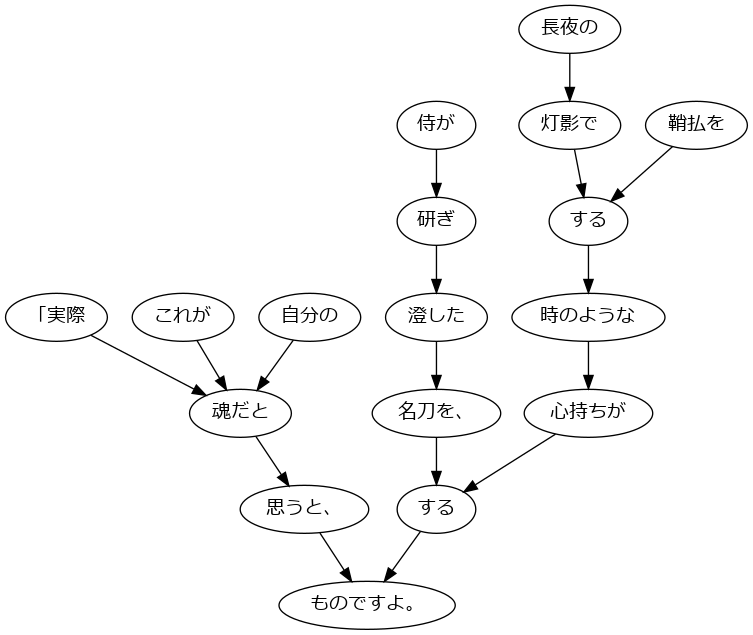 長夜の
侍が
灯影で
鞘払を
研ぎ
する
「実際
これが
自分の
澄した
時のような
魂だと
名刀を、
心持ちが
思うと、
する
ものですよ。